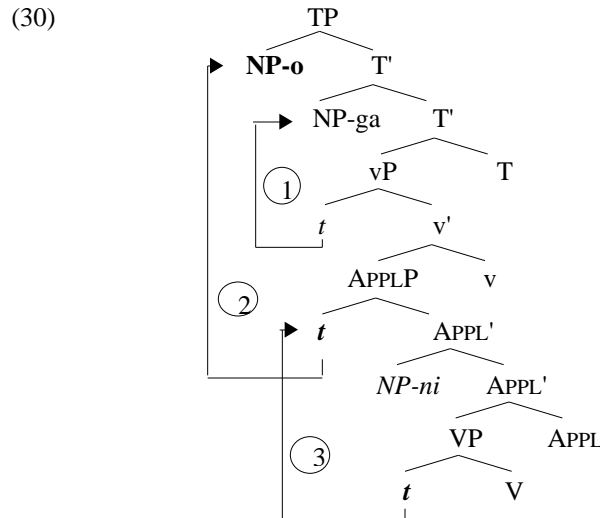 (30) TP
NP-o T'
NP-ga T'
vP T
1
t v'
APPLP v
2
t APPL'
NP-ni APPL'
VP APPL
3
t V